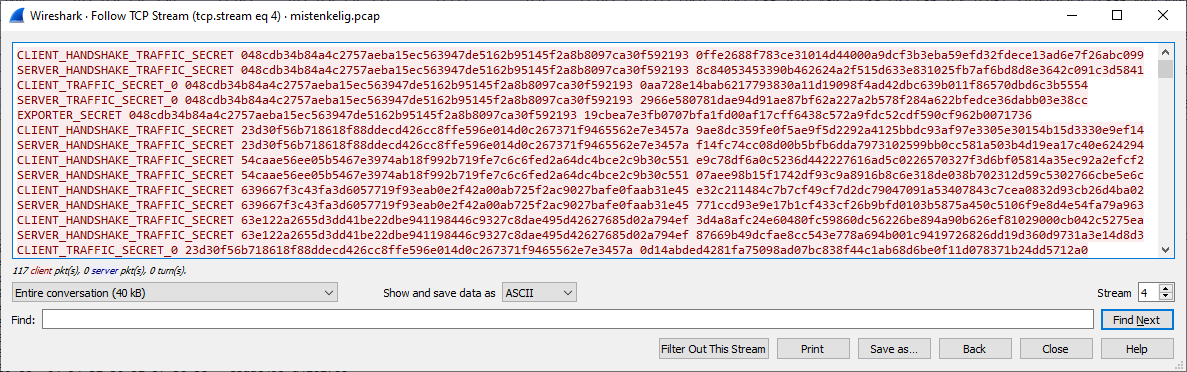 Wireshark · Follow TCP Stream (tcp.stream eq 4) · mistenkelig.pcap
CLIENT_HANDSHAKE_TRAFFIC_SECRET 048cdb34b84a4c2757aeba15ec563947de5162b95145f2a8b8097ca30f592193 0ffe2688f783ce31014d44000a9dcf3b3eba59efd32fdece13ad6e7f26abc099
SERVER_HANDSHAKE_TRAFFIC_SECRET 048cdb34b84a4c2757aeba15ec563947de5162b95145f2a8b8097ca30f592193 8c84053453390b462624a2f515d633e831025fb7af6bd8d8e3642c091c3d5841
CLIENT_TRAFFIC_SECRET_0 048cdb34b84a4c2757aeba15ec563947de5162b95145f2a8b8097ca30f592193 0aa728e14bab6217793830a11d19098f4ad42dbc639b011f86570dbd6c3b5554
SERVER_TRAFFIC_SECRET_0 048cdb34b84a4c2757aeba15ec563947de5162b95145f2a8b8097ca30f592193 2966e580781dae94d91ae87bf62a227a2b578f284a622bfedce36dabb03e38cc
EXPORTER_SECRET 048cdb34b84a4c2757aeba15ec563947de5162b95145f2a8b8097ca30f592193 19cbea7e3fb0707bfa1fd00af17cff6438c572a9fdc52cdf590cf962b0071736
CLIENT_HANDSHAKE_TRAFFIC_SECRET 23d30f56b718618f88ddecd426cc8ffe596e014d0c267371f9465562e7e3457a 9ae8dc359fe0f5ae9f5d2292a4125bbdc93af97e3305e30154b15d3330e9ef14
SERVER_HANDSHAKE_TRAFFIC_SECRET 23d30f56b718618f88ddecd426cc8ffe596e014d0c267371f9465562e7e3457a f14fc74cc08d00b5bfb6dda7973102599bb0cc581a503b4d19ea17c40e624294
CLIENT_HANDSHAKE_TRAFFIC_SECRET 54caae56ee05b5467e3974ab18f992b719fe7c6c6fed2a64dc4bce2c9b30c551 e9c78df6a0c5236d442227616ad5c0226570327f3d6bf05814a35ec92a2efcf2
SERVER_HANDSHAKE_TRAFFIC_SECRET 54caae56ee05b5467e3974ab18f992b719fe7c6c6fed2a64dc4bce2c9b30c551 07aee98b15f1742df93c9a8916b8c6e318de038b702312d59c5302766cbe5e6c
CLIENT_HANDSHAKE_TRAFFIC_SECRET 639667f3c43fa3d6057719f93eab0e2f42a00ab725f2ac9027bafe0faab31e45 e32c211484c7b7cf49cf7d2dc79047091a53407843c7cea0832d93cb26d4ba02
SERVER_HANDSHAKE_TRAFFIC_SECRET 639667f3c43fa3d6057719f93eab0e2f42a00ab725f2ac9027bafe0faab31e45 771ccd93e9e17b1cf433cf26b9bfd0103b5875a450c5106f9e8d4e54fa79a963
CLIENT_HANDSHAKE_TRAFFIC_SECRET 63e122a2655d3dd41be22dbe941198446c9327c8dae495d42627685d02a794ef 3d4a8afc24e60480fc59860dc56226be894a90b626ef81029000cb042c5275ea
SERVER_HANDSHAKE_TRAFFIC_SECRET 63e122a2655d3dd41be22dbe941198446c9327c8dae495d42627685d02a794ef 87669b49dcfae8cc543e778a694b001c9419726826dd19d360d9731a3e14d8d3
CLIENT_TRAFFIC_SECRET_0 23d30f56b718618f88ddecd426cc8ffe596e014d0c267371f9465562e7e3457a 0d14abded4281fa75098ad07bc838f44c1ab68d6be0f11d078371b24dd5712a0
117 client pkt(s), 0 server pkt(s), 0 turn(s).
Entire conversation (40 kB)
Show and save data as
ASCII
Stream
4
Find:
Find Next
Filter Out This Stream
Print
Save as...
Back
Close
Help